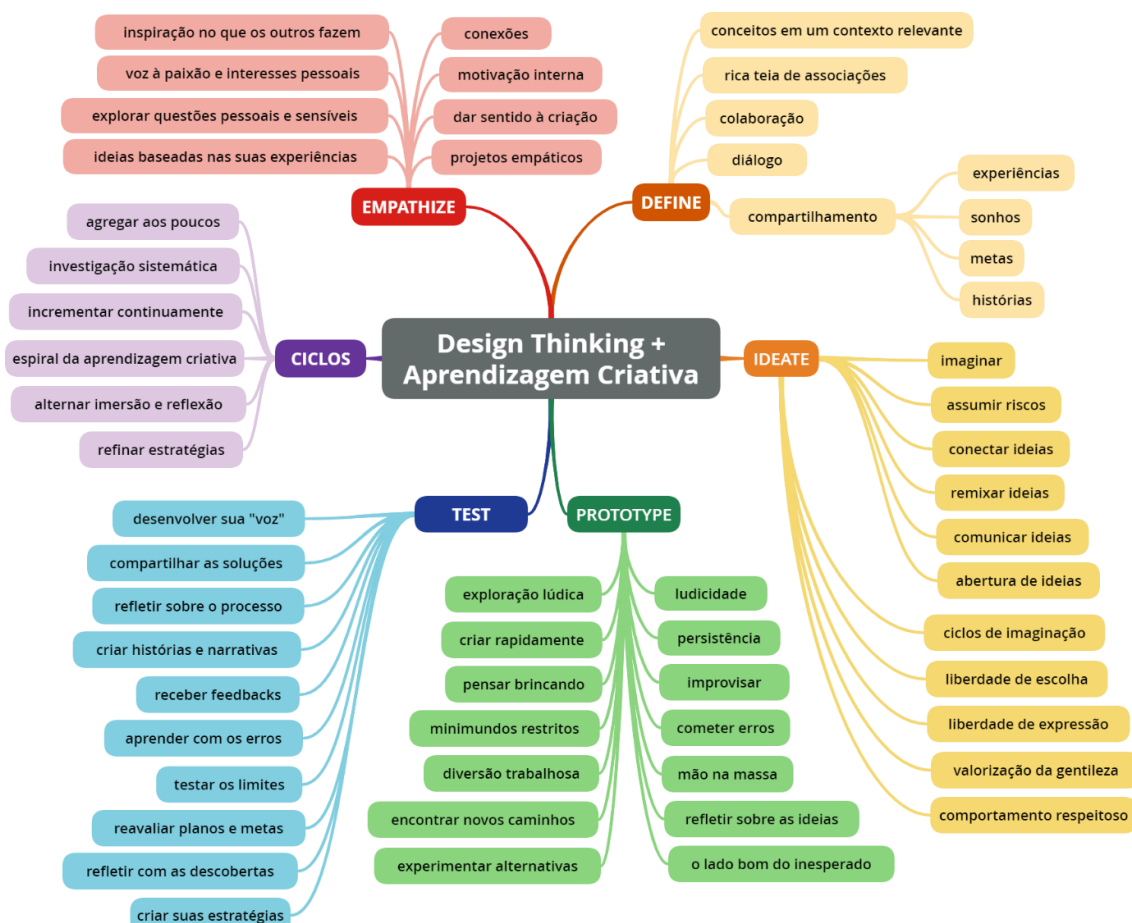 Design Thinking +
Aprendizagem Criativa
EMPATHIZE
inspiração no que os outros fazem
voz à paixão e interesses pessoais
explorar questões pessoais e sensíveis
ideias baseadas nas suas experiências
conexões
motivação interna
dar sentido à criação
projetos empáticos
DEFINE
conceitos em um contexto relevante
rica teia de associações
colaboração
diálogo
compartilhamento
experiências
sonhos
metas
histórias
IDEATE
imaginar
assumir riscos
conectar ideias
remixar ideias
comunicar ideias
abertura de ideias
ciclos de imaginação
liberdade de escolha
liberdade de expressão
valorização da gentileza
comportamento respeitoso
PROTOTYPE
exploração lúdica
criar rapidamente
pensar brincando
minimundos restritos
diversão trabalhosa
encontrar novos caminhos
experimentar alternativas
ludicidade
persistência
improvisar
cometer erros
mão na massa
refletir sobre as ideias
o lado bom do inesperado
TEST
desenvolver sua "voz"
compartilhar as soluções
refletir sobre o processo
criar histórias e narrativas
receber feedbacks
aprender com os erros
testar os limites
reavaliar planos e metas
refletir com as descobertas
criar suas estratégias
CICLOS
agregar aos poucos
investigação sistemática
incrementar continuamente
espiral da aprendizagem criativa
alternar imersão e reflexão
refinar estratégias